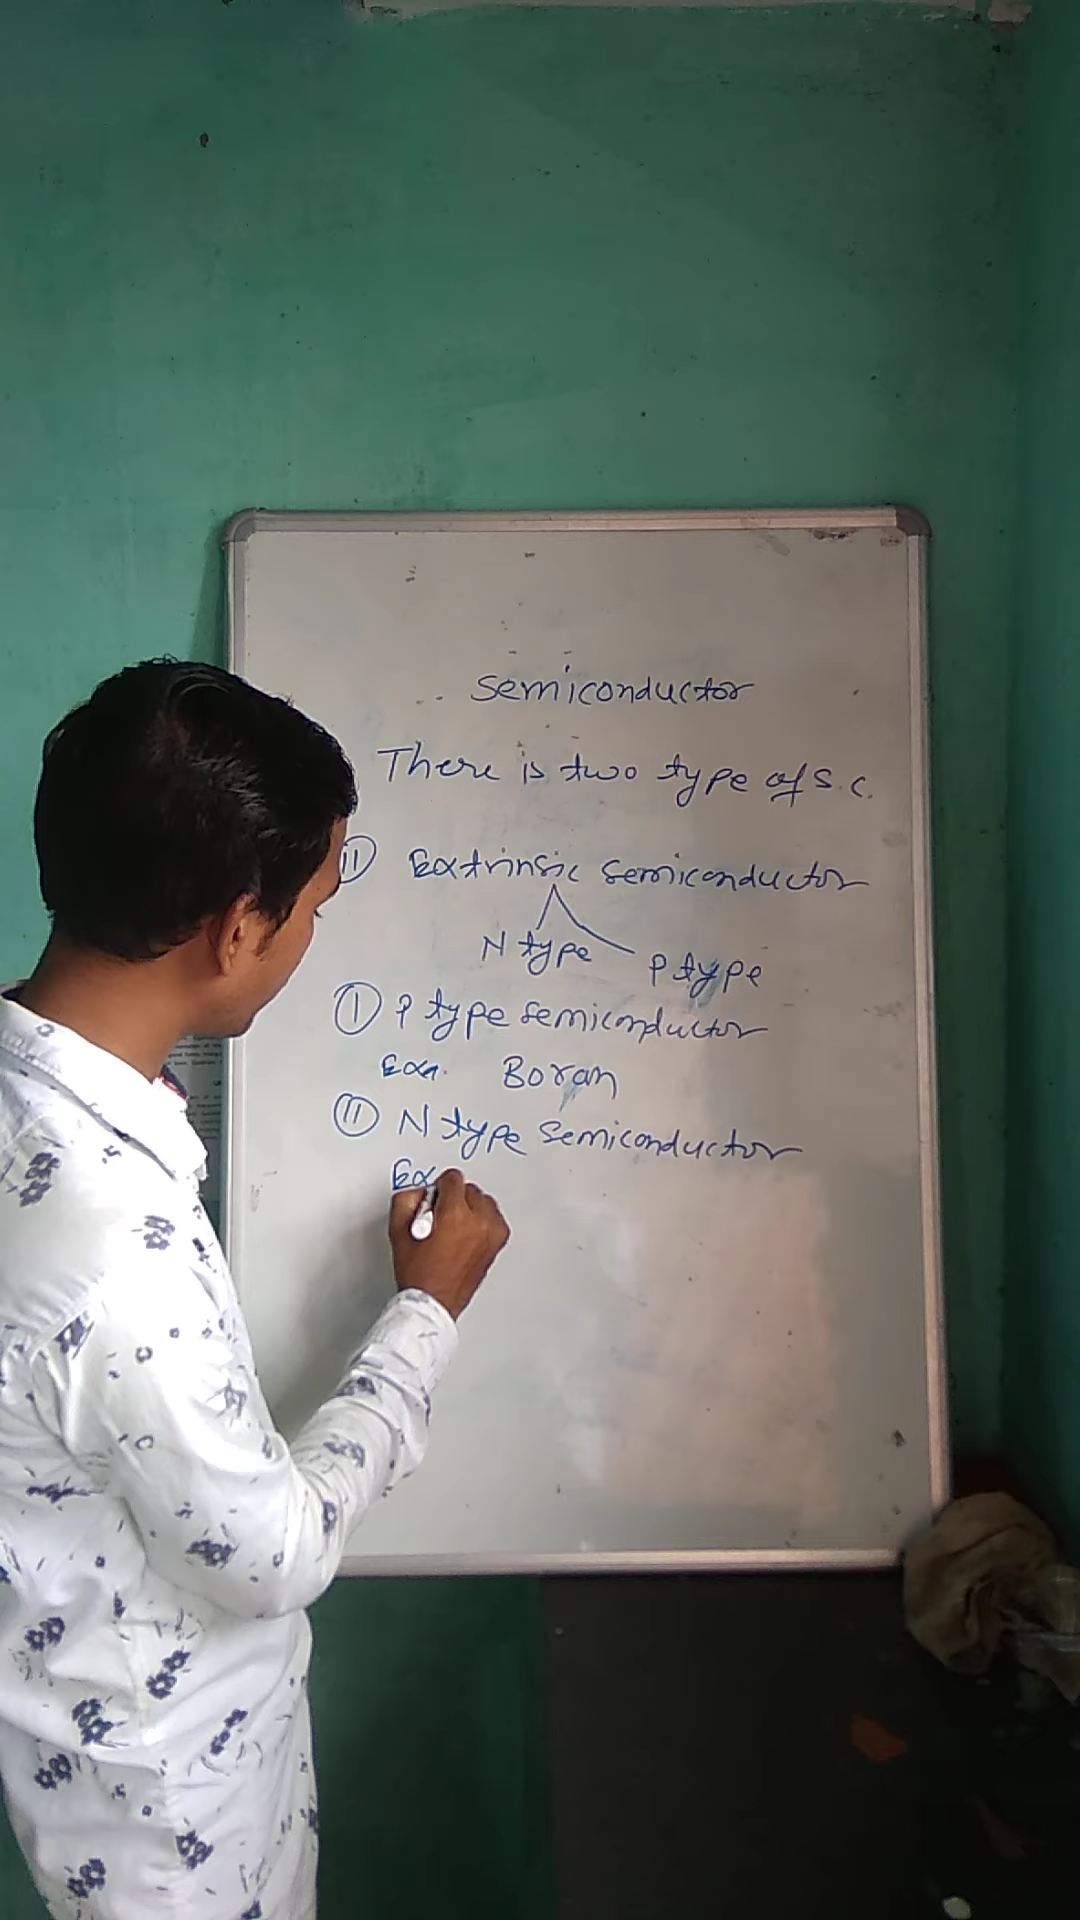 Semiconductor
There is two type of S.C.
II Extrinsic Semiconductor
N type P type
I P type Semiconductor
Exa. Boran
II N type Semiconductor
Ex